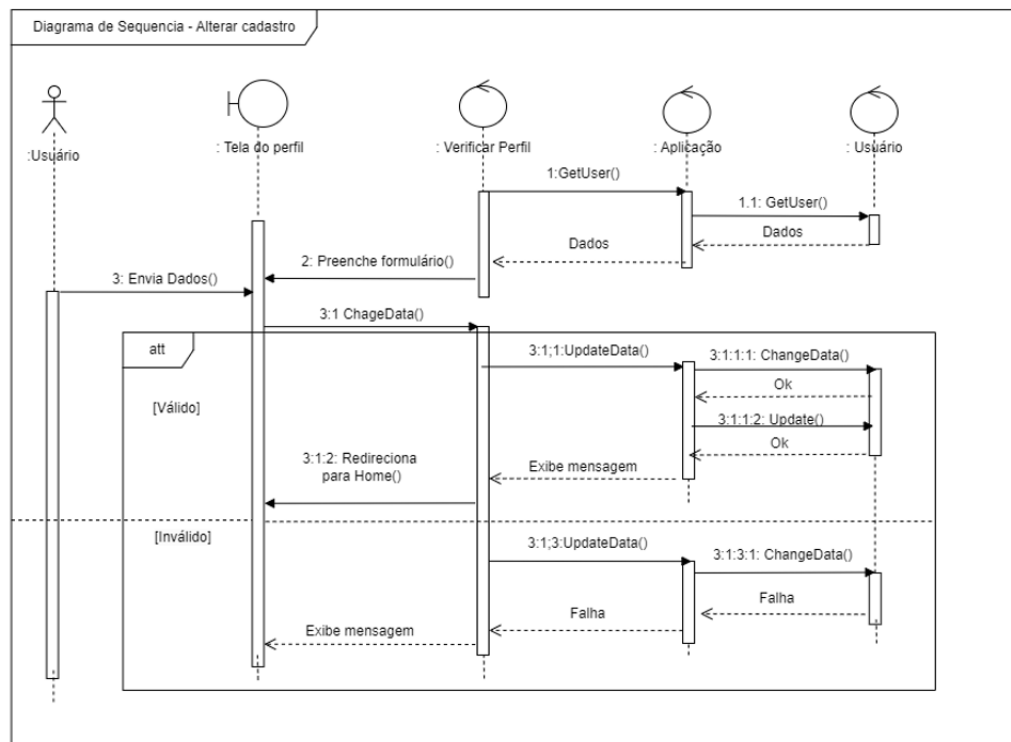 Diagrama de Sequencia - Alterar cadastro
:Usuário
: Tela do perfil
: Verificar Perfil
: Aplicação
: Usuário
1:GetUser()
1.1: GetUser()
Dados
Dados
2: Preenche formulário()
3: Envia Dados()
3:1 ChageData()
att
3:1;1:UpdateData()
3:1:1:1: ChangeData()
Ok
[Válido]
3:1:1:2: Update()
Ok
3:1:2: Redireciona
para Home()
Exibe mensagem
[Inválido]
3:1;3:UpdateData()
3:1:3:1: ChangeData()
Falha
Falha
Exibe mensagem